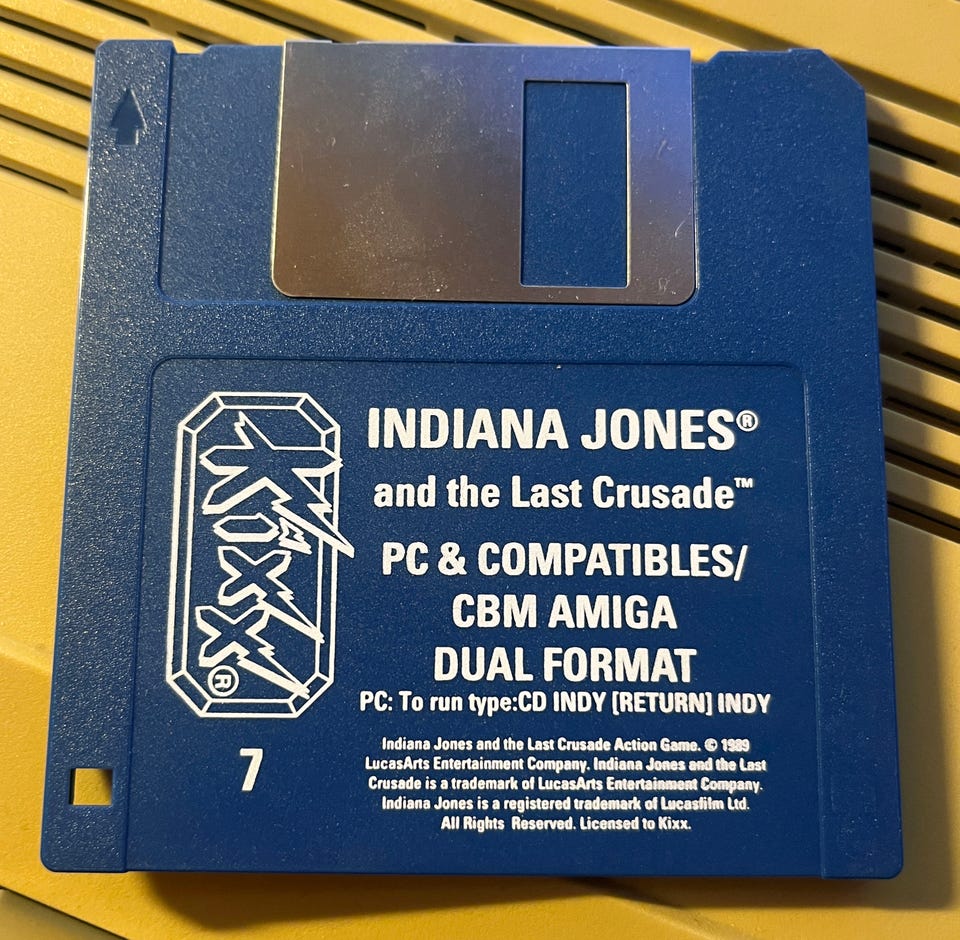 KIXX®
INDIANA JONES®
and the Last Crusade™
PC & COMPATIBLES/
CBM AMIGA
DUAL FORMAT
PC: To run type:CD INDY [RETURN] INDY
7
Indiana Jones and the Last Crusade Action Game. © 1989
LucasArts Entertainment Company. Indiana Jones and the Last
Crusade is a trademark of LucasArts Entertainment Company.
Indiana Jones is a registered trademark of Lucasfilm Ltd.
All Rights Reserved. Licensed to Kixx.